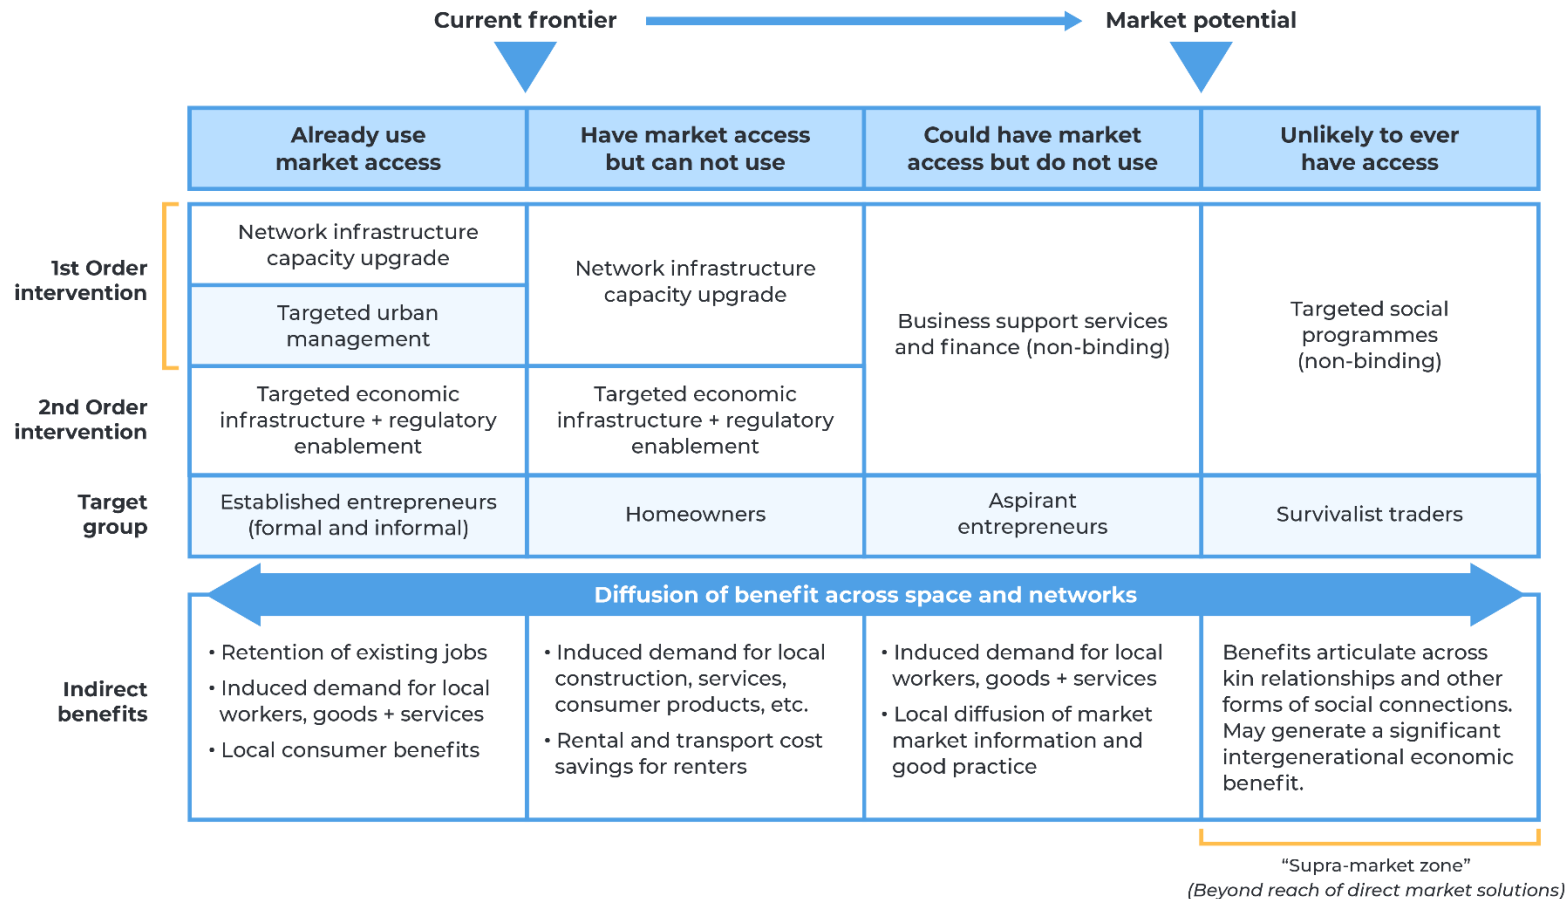 Current frontier
Market potential
Already use
market access
Have market access
but can not use
Could have market
access but do not use
Unlikely to ever
have access
1st Order
intervention
Network infrastructure
capacity upgrade
Targeted urban
management
Network infrastructure
capacity upgrade
Business support services
and finance (non-binding)
Targeted social
programmes
(non-binding)
2nd Order
intervention
Targeted economic
infrastructure + regulatory
enablement
Targeted economic
infrastructure + regulatory
enablement
Target
group
Established entrepreneurs
(formal and informal)
Homeowners
Aspirant
entrepreneurs
Survivalist traders
Diffusion of benefit across space and networks
Indirect
benefits
• Retention of existing jobs
• Induced demand for local
workers, goods + services
• Local consumer benefits
• Induced demand for local
construction, services,
consumer products, etc.
• Rental and transport cost
savings for renters
• Induced demand for local
workers, goods + services
• Local diffusion of market
market information and
good practice
Benefits articulate across
kin relationships and other
forms of social connections.
May generate a significant
intergenerational economic
benefit.
“Supra-market zone”
(Beyond reach of direct market solutions)